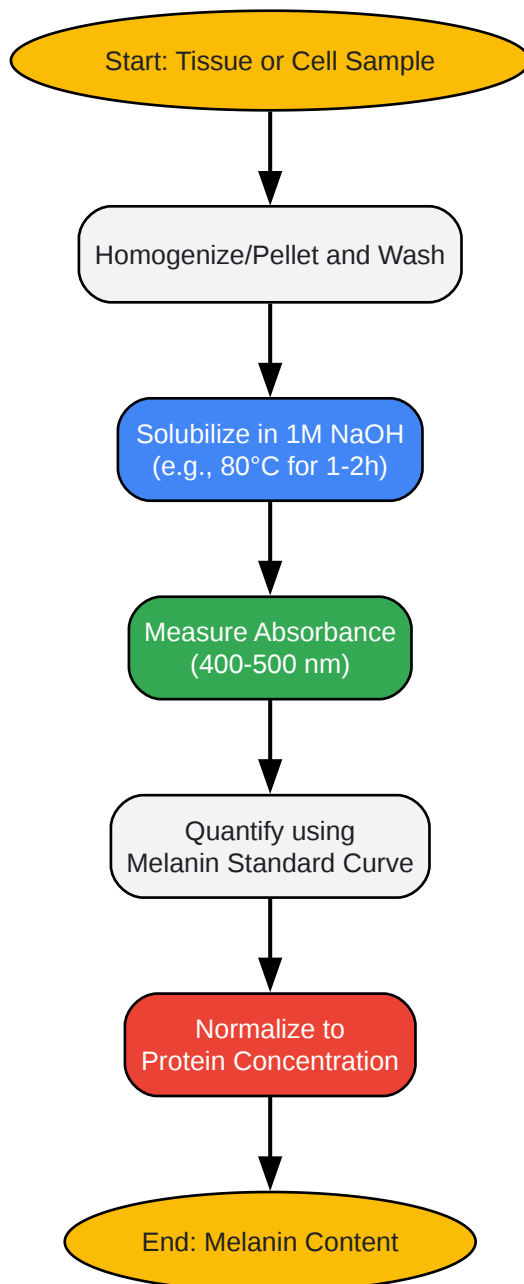 Start: Tissue or Cell Sample
Homogenize/Pellet and Wash
Solubilize in 1M NaOH
(e.g., 80°C for 1-2h)
Measure Absorbance
(400-500 nm)
Quantify using
Melanin Standard Curve
Normalize to
Protein Concentration
End: Melanin Content